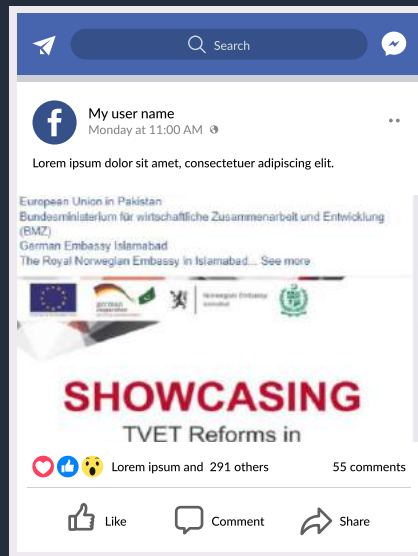 Search
My user name
Monday at 11:00 AM
Lorem ipsum dolor sit amet, consectetuer adipiscing elit.
European Union in Pakistan
Bundesministerium für wirtschaftliche Zusammenarbeit und Entwicklung
(BMZ)
German Embassy Islamabad
The Royal Norwegian Embassy in Islamabad... See more
german
cooperation
Norwegian Embassy
Islamabad
SHOWCASING
TVET Reforms in
Lorem ipsum and 291 others
55 comments
Like
Comment
Share